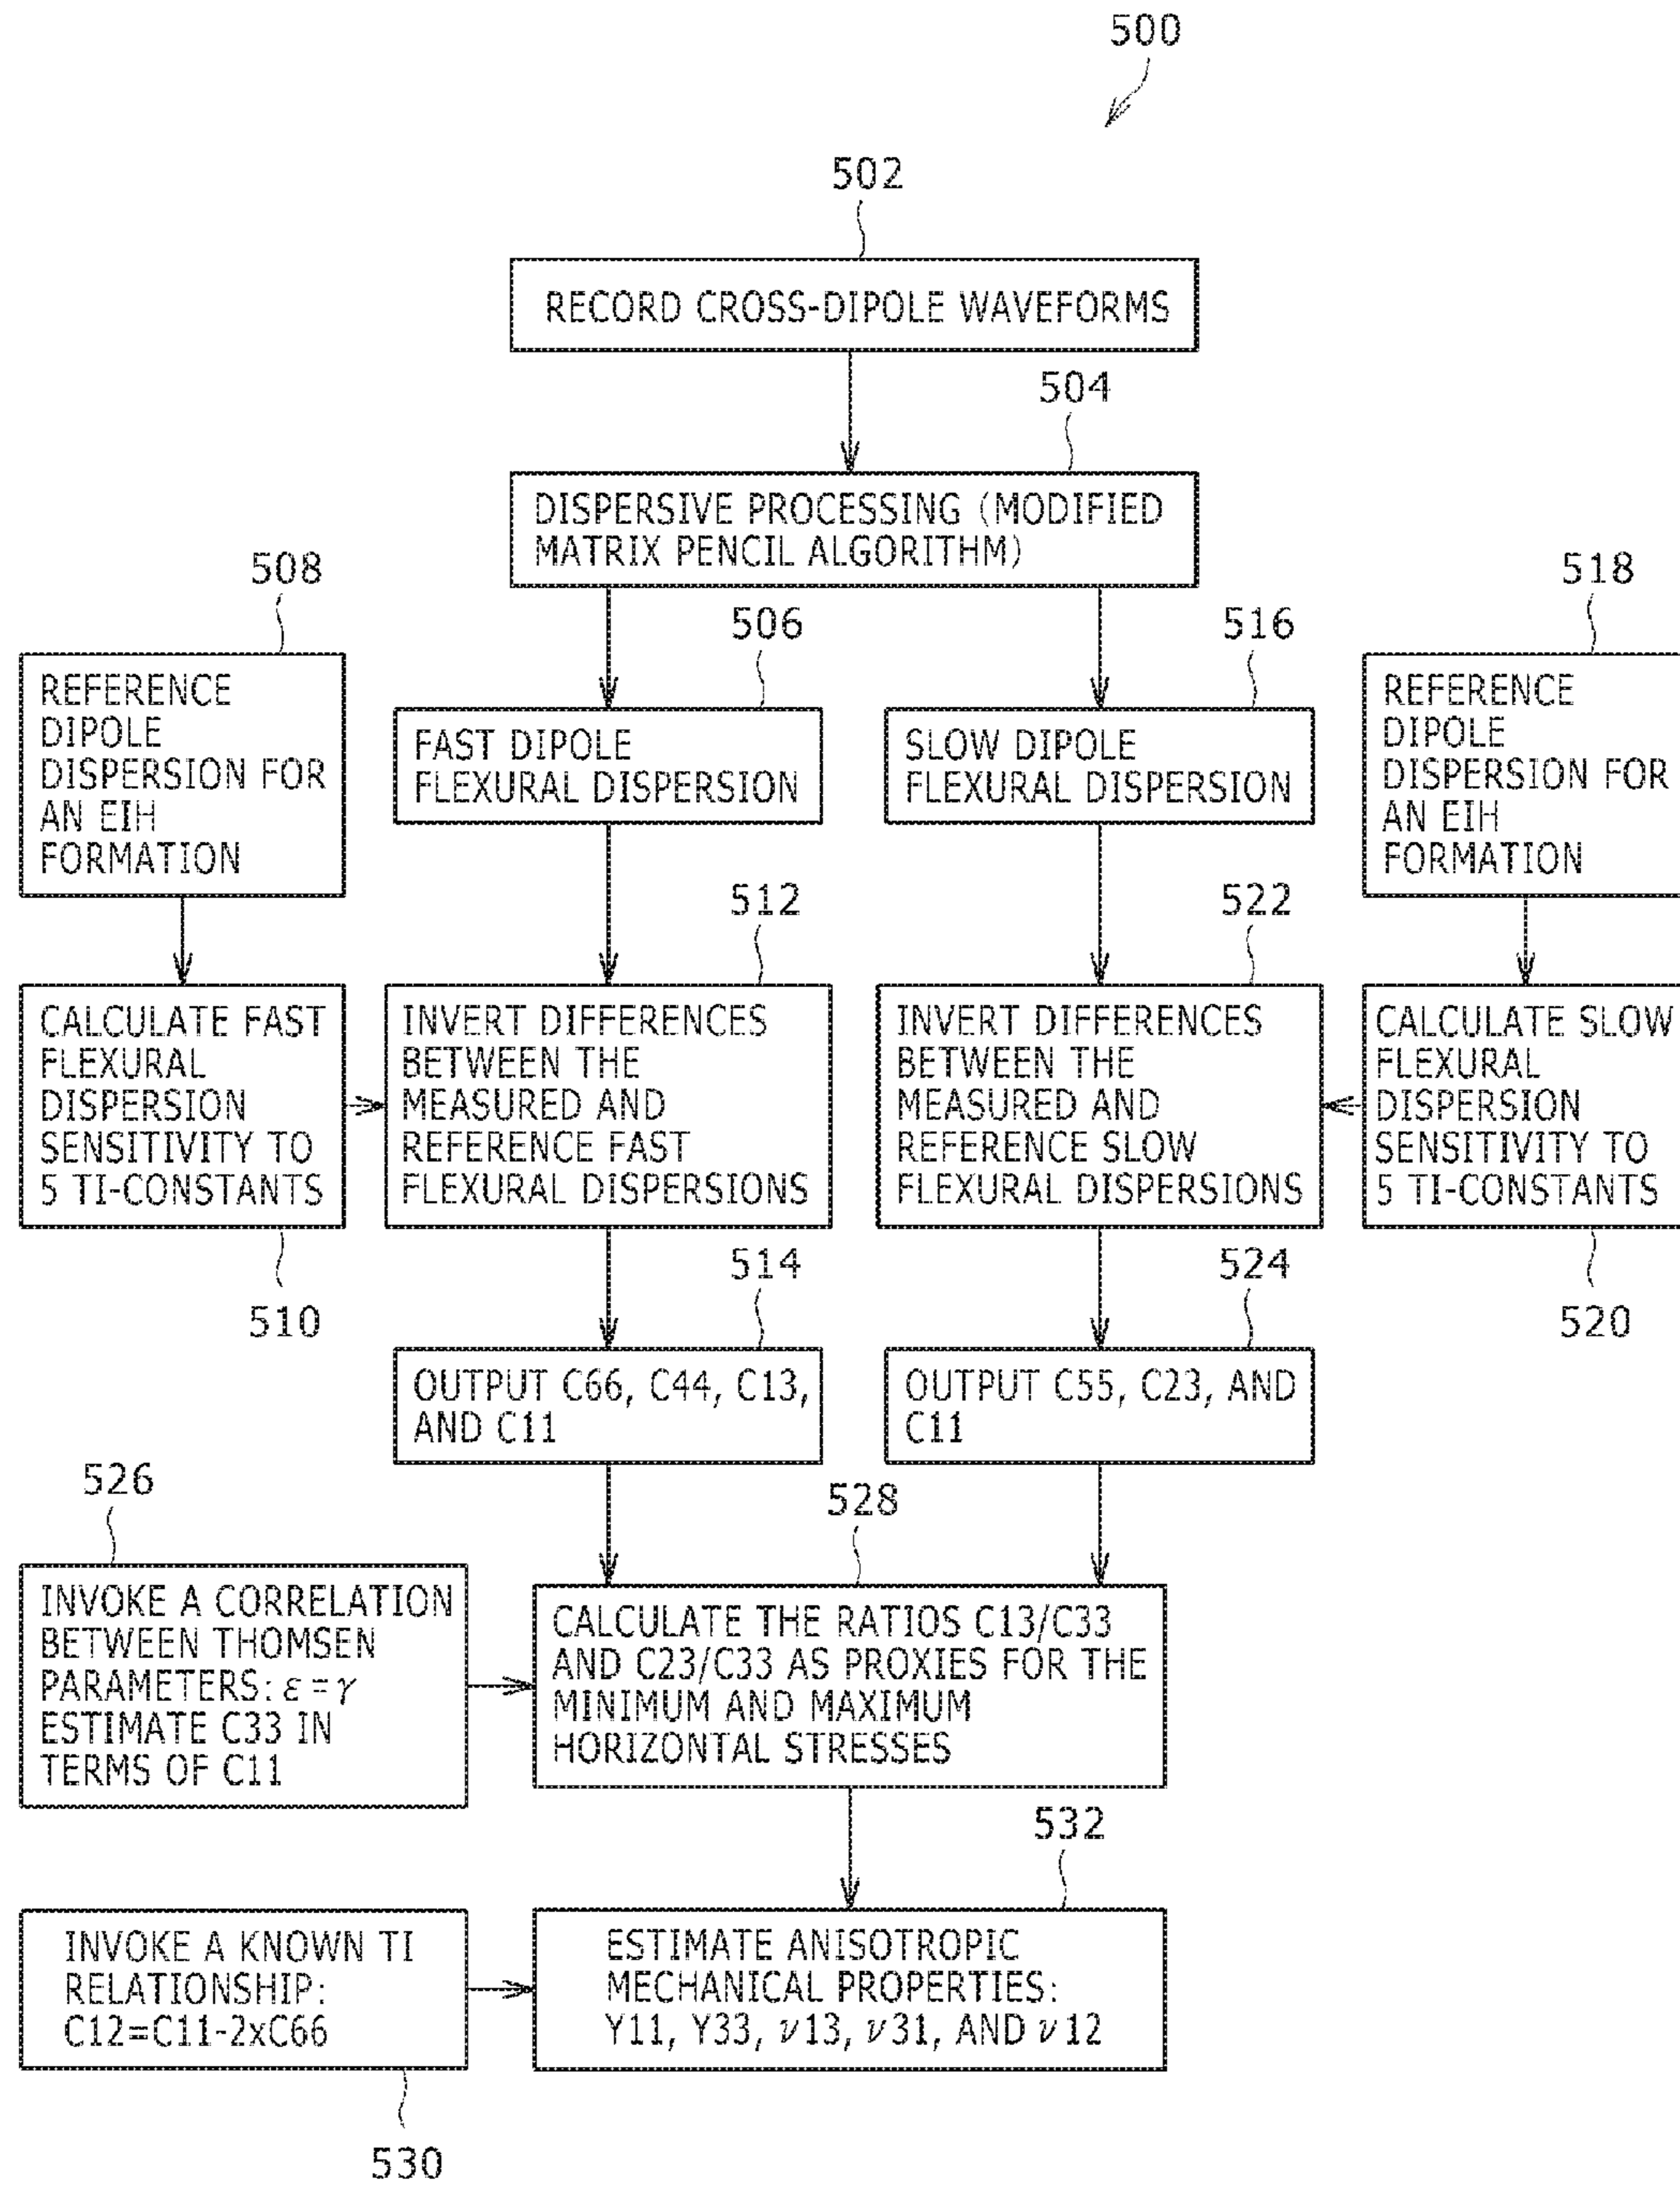 500
502
RECORD CROSS-DIPOLE WAVEFORMS
504
DISPERSIVE PROCESSING (MODIFIED
MATRIX PENCIL ALGORITHM)
508
506
516
518
REFERENCE
DIPOLE
DISPERSION FOR
AN EIH
FORMATION
FAST DIPOLE
FLEXURAL DISPERSION
SLOW DIPOLE
FLEXURAL DISPERSION
REFERENCE
DIPOLE
DISPERSION FOR
AN EIH
FORMATION
512
522
CALCULATE FAST
FLEXURAL
DISPERSION
SENSITIVITY TO
5 TI-CONSTANTS
INVERT DIFFERENCES
BETWEEN THE
MEASURED AND
REFERENCE FAST
FLEXURAL DISPERSIONS
INVERT DIFFERENCES
BETWEEN THE
MEASURED AND
REFERENCE SLOW
FLEXURAL DISPERSIONS
CALCULATE SLOW
FLEXURAL
DISPERSION
SENSITIVITY TO
5 TI-CONSTANTS
510
514
524
520
OUTPUT C66, C44, C13,
AND C11
OUTPUT C55, C23, AND
C11
526
528
INVOKE A CORRELATION
BETWEEN THOMSEN
PARAMETERS: ε=γ
ESTIMATE C33 IN
TERMS OF C11
CALCULATE THE RATIOS C13/C33
AND C23/C33 AS PROXIES FOR THE
MINIMUM AND MAXIMUM
HORIZONTAL STRESSES
532
INVOKE A KNOWN TI
RELATIONSHIP:
C12=C11-2xC66
ESTIMATE ANISOTROPIC
MECHANICAL PROPERTIES:
Y11, Y33, ν13, ν31, AND ν12
530